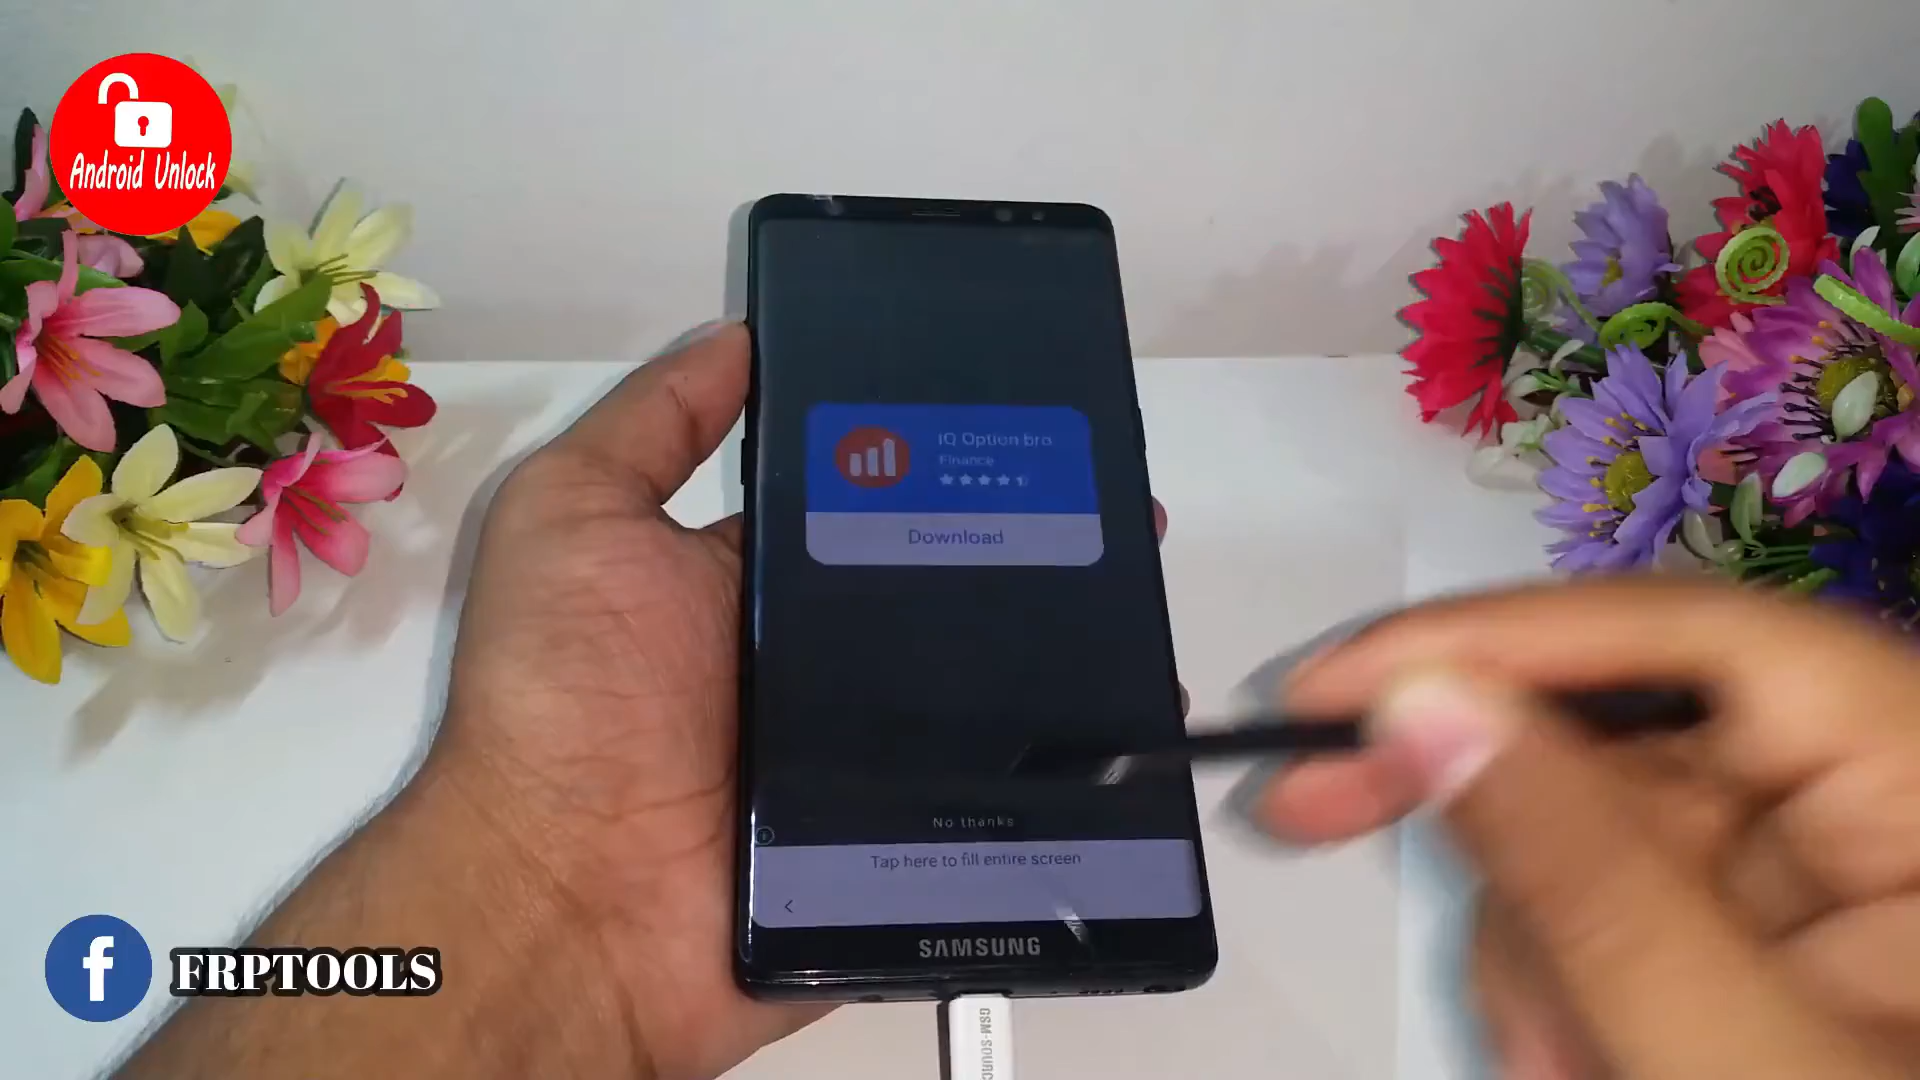 Android Unlock
IQ Option bro
Finance
Download
No thanks
Tap here to fill entire screen
SAMSUNG
FRPTOOLS